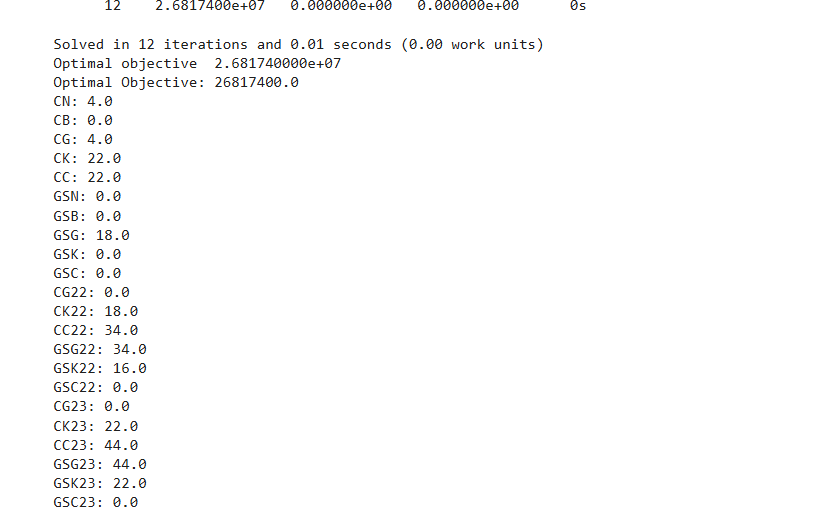 12    2.6817400e+07   0.000000e+00   0.000000e+00      0s
Solved in 12 iterations and 0.01 seconds (0.00 work units)
Optimal objective  2.681740000e+07
Optimal Objective: 26817400.0
CN: 4.0
CB: 0.0
CG: 4.0
CK: 22.0
CC: 22.0
GSN: 0.0
GSB: 0.0
GSG: 18.0
GSK: 0.0
GSC: 0.0
CG22: 0.0
CK22: 18.0
CC22: 34.0
GSG22: 34.0
GSK22: 16.0
GSC22: 0.0
CG23: 0.0
CK23: 22.0
CC23: 44.0
GSG23: 44.0
GSK23: 22.0
GSC23: 0.0